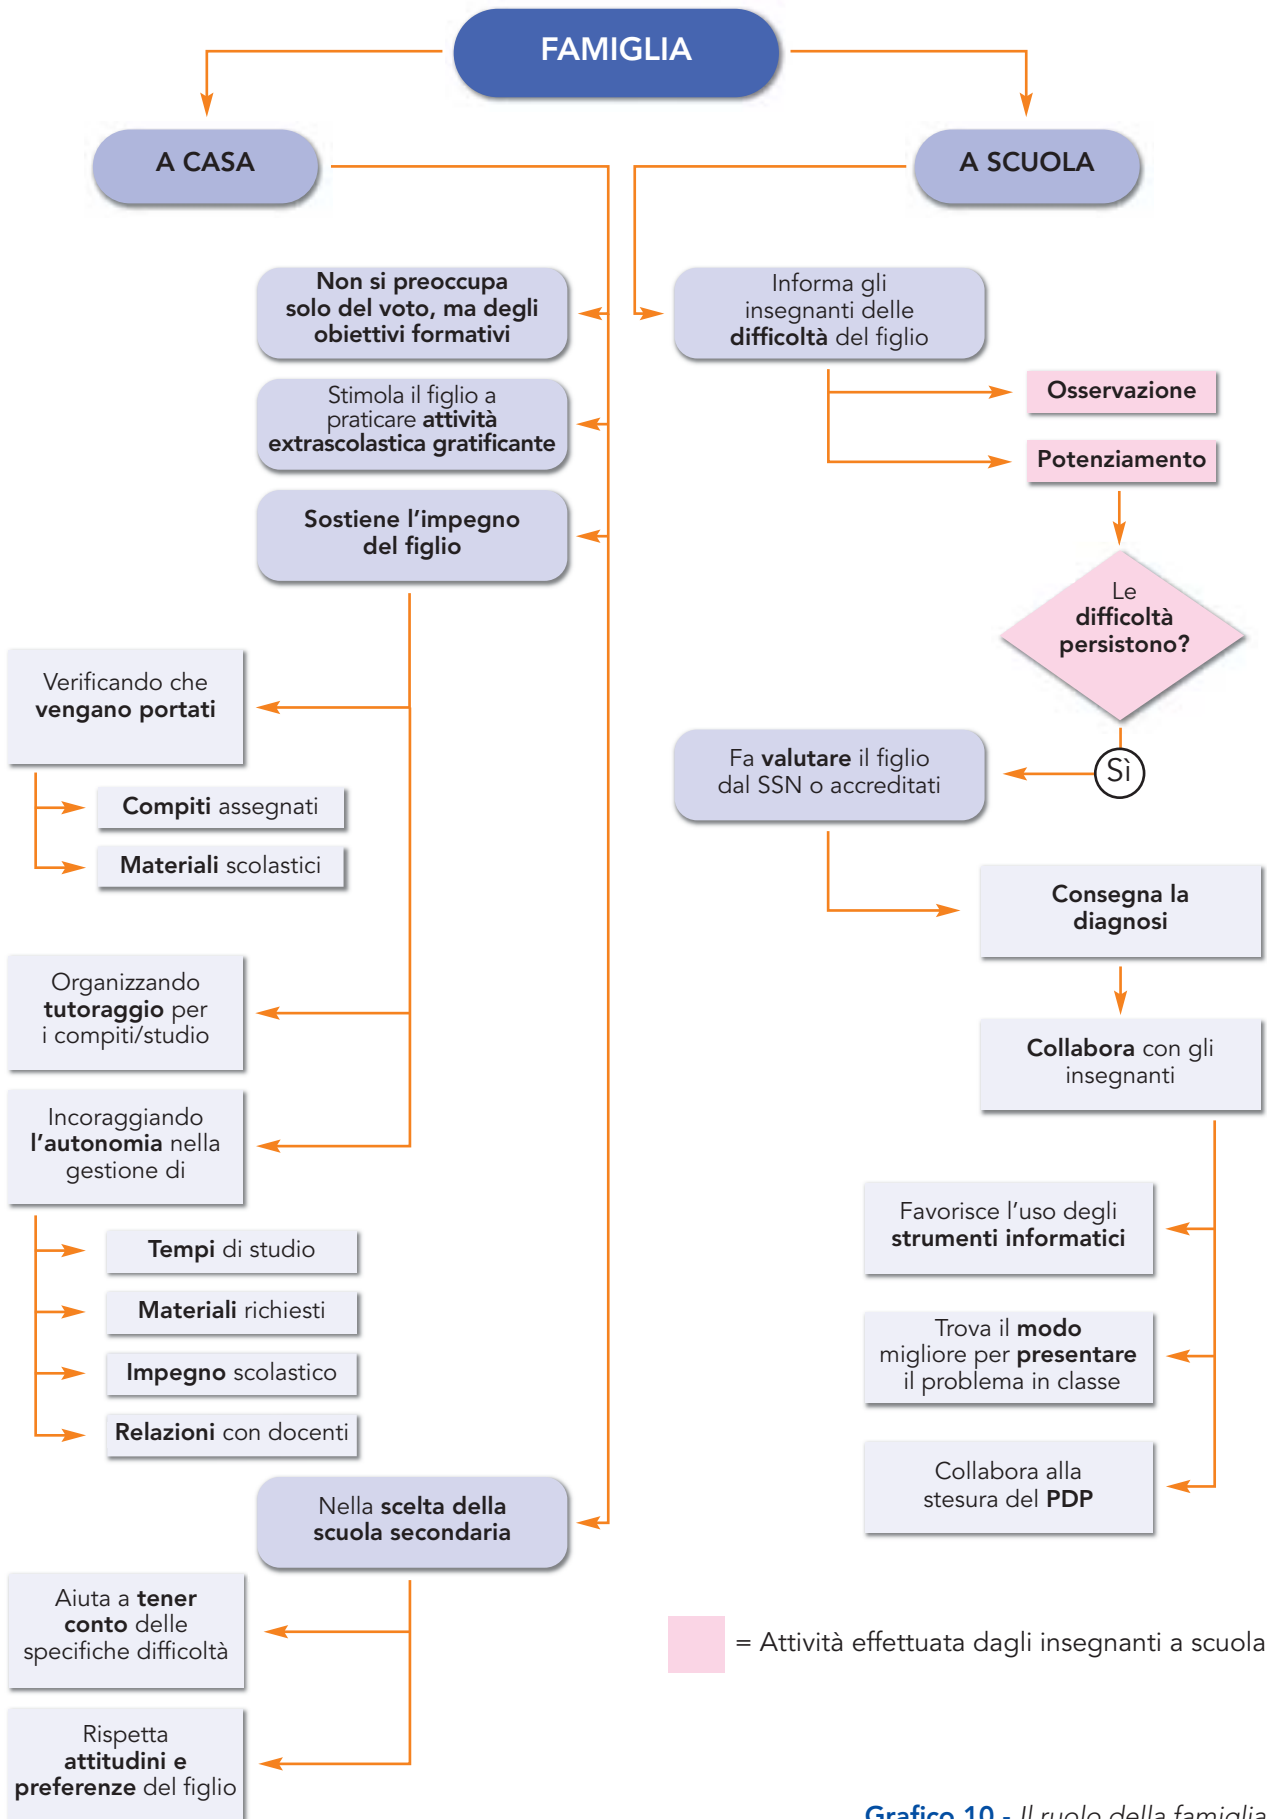 FAMIGLIA
A CASA
A SCUOLA
Non si preoccupa
solo del voto, ma degli
obiettivi formativi
Stimola il figlio a
praticare attività
extrascolastica gratificante
Sostiene l'impegno
del figlio
Verificando che
vengano portati
Compiti assegnati
Materiali scolastici
Organizzando
tutoraggio per
i compiti/studio
Incoraggiando
l'autonomia nella
gestione di
Tempi di studio
Materiali richiesti
Impegno scolastico
Relazioni con docenti
Nella scelta della
scuola secondaria
Aiuta a tener
conto delle
specifiche difficoltà
Rispetta
attitudini e
preferenze del figlio
Informa gli
insegnanti delle
difficoltà del figlio
Osservazione
Potenziamento
Le
difficoltà
persistono?
Sì
Fa valutare il figlio
dal SSN o accreditati
Consegna la
diagnosi
Collabora con gli
insegnanti
Favorisce l'uso degli
strumenti informatici
Trova il modo
migliore per presentare
il problema in classe
Collabora alla
stesura del PDP
= Attività effettuata dagli insegnanti a scuola
Grafico 10 - Il ruolo della famiglia